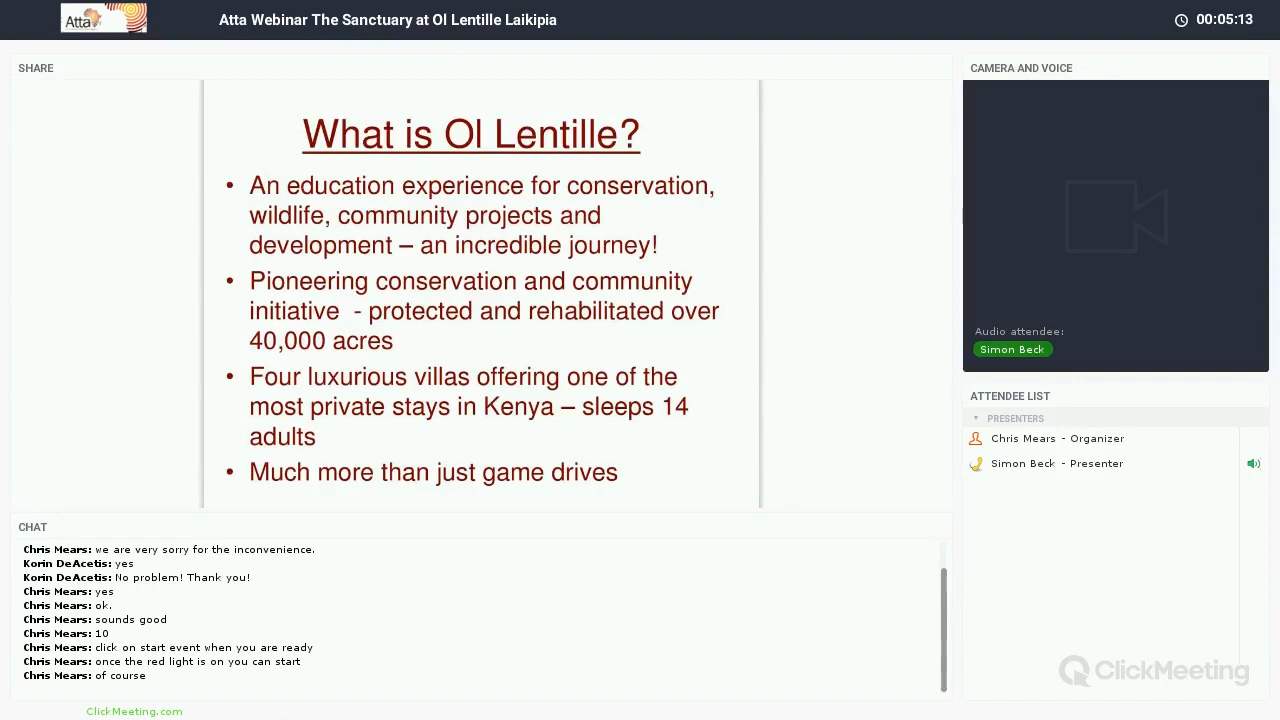 Atta
Atta Webinar The Sanctuary at Ol Lentille Laikipia
00:05:13
SHARE
What is Ol Lentille?
• An education experience for conservation,
wildlife, community projects and
development – an incredible journey!
• Pioneering conservation and community
initiative - protected and rehabilitated over
40,000 acres
• Four luxurious villas offering one of the
most private stays in Kenya – sleeps 14
adults
• Much more than just game drives
CHAT
Chris Mears: we are very sorry for the inconvenience.
Korin DeAcetis: yes
Korin DeAcetis: No problem! Thank you!
Chris Mears: yes
Chris Mears: ok.
Chris Mears: sounds good
Chris Mears: 10
Chris Mears: click on start event when you are ready
Chris Mears: once the red light is on you can start
Chris Mears: of course
ClickMeeting.com
CAMERA AND VOICE
Audio attendee:
Simon Beck
ATTENDEE LIST
PRESENTERS
Chris Mears - Organizer
Simon Beck - Presenter
ClickMeeting